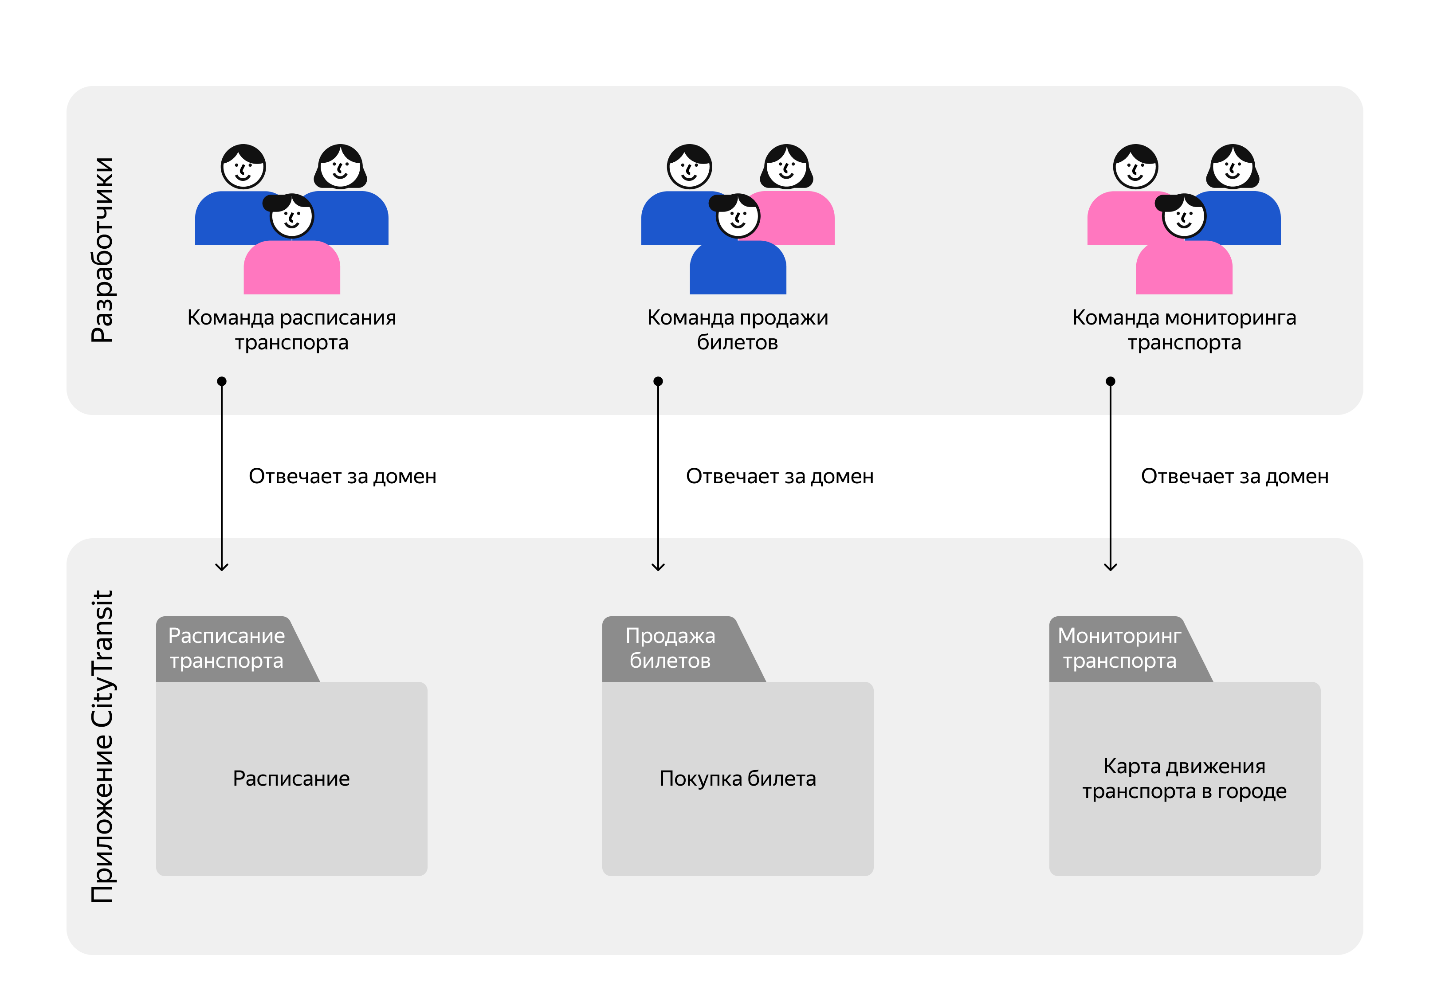 Разработчики
Команда расписания
транспорта
Команда продажи
билетов
Команда мониторинга
транспорта
Отвечает за домен
Отвечает за домен
Отвечает за домен
Приложение CityTransit
Расписание
транспорта
Расписание
Продажа
билетов
Покупка билета
Мониторинг
транспорта
Карта движения
транспорта в городе